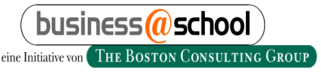 business@school
eine Initiative von THE BOSTON CONSULTING GROUP